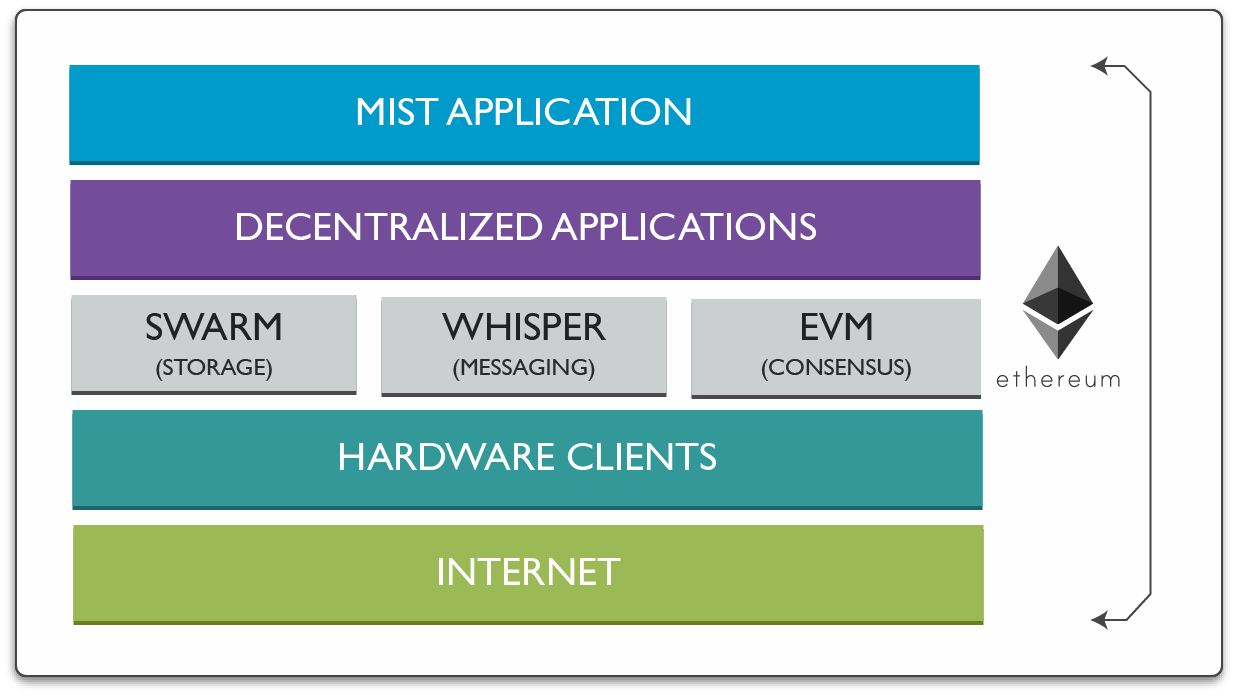 MIST APPLICATION
DECENTRALIZED APPLICATIONS
SWARM
(STORAGE)
WHISPER
(MESSAGING)
EVM
(CONSENSUS)
ethereum
HARDWARE CLIENTS
INTERNET